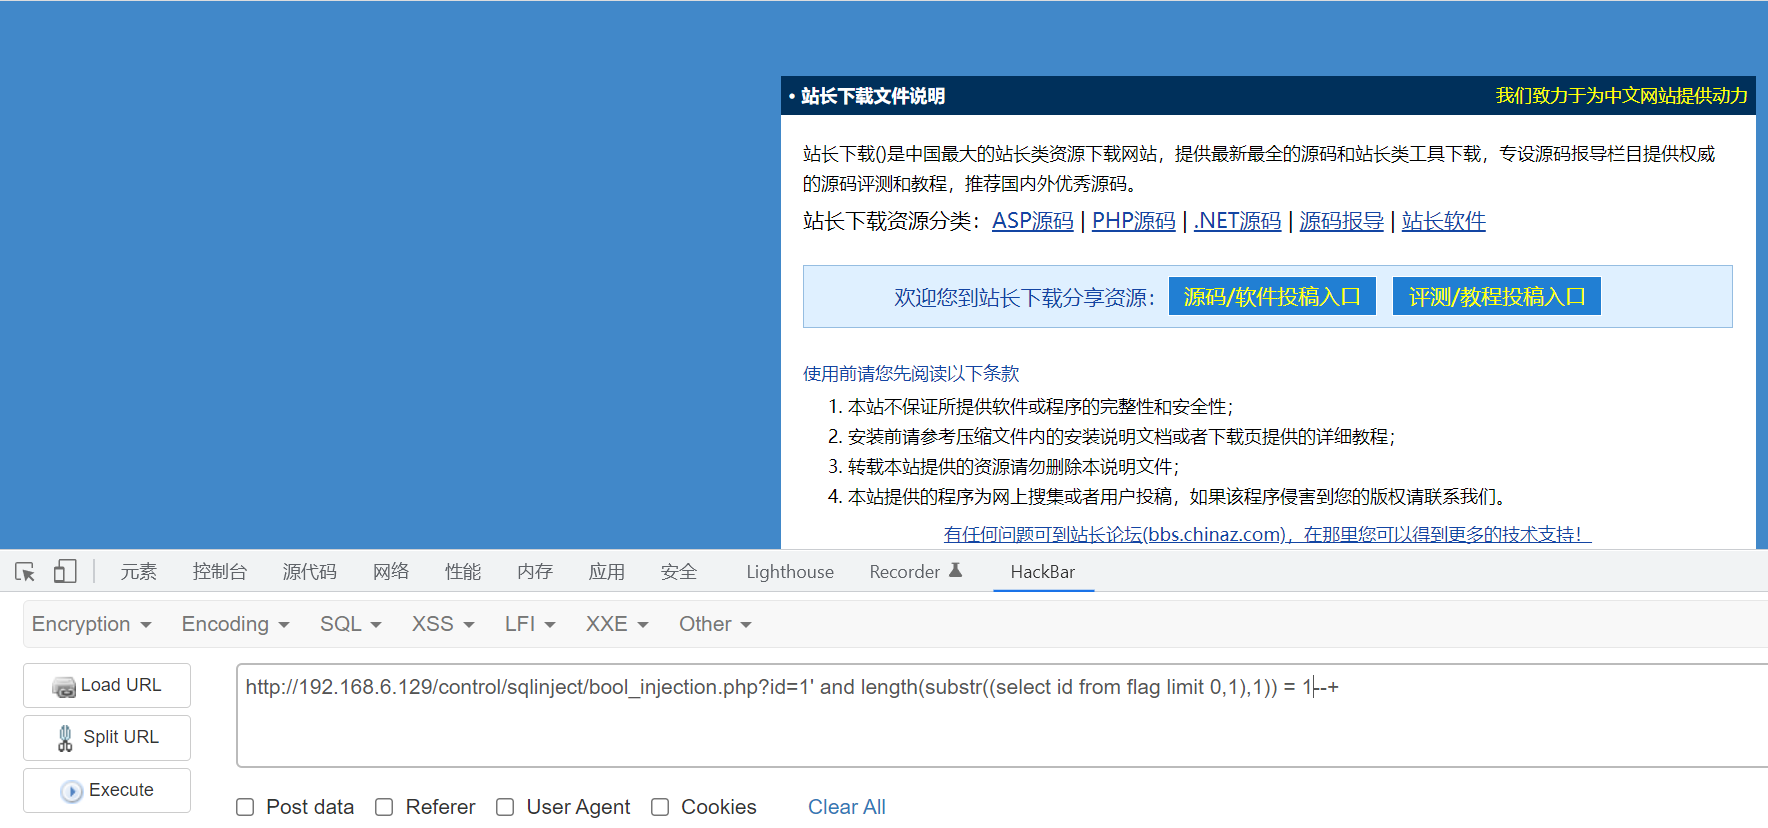 • 站长下载文件说明 我们致力于为中文网站提供动力
站长下载()是中国最大的站长类资源下载网站，提供最新最全的源码和站长类工具下载，专设源码报导栏目提供权威
的源码评测和教程，推荐国内外优秀源码。
站长下载资源分类：ASP源码 | PHP源码 | .NET源码 | 源码报导 | 站长软件
欢迎您到站长下载分享资源： 源码/软件投稿入口 评测/教程投稿入口
使用前请您先阅读以下条款
1. 本站不保证所提供软件或程序的完整性和安全性；
2. 安装前请参考压缩文件内的安装说明文档或者下载页提供的详细教程；
3. 转载本站提供的资源请勿删除本说明文件；
4. 本站提供的程序为网上搜集或者用户投稿，如果该程序侵害到您的版权请联系我们。
有任何问题可到站长论坛(bbs.chinaz.com)，在那里您可以得到更多的技术支持！
元素 控制台 源代码 网络 性能 内存 应用 安全 Lighthouse Recorder HackBar
Encryption Encoding SQL XSS LFI XXE Other
Load URL
http://192.168.6.129/control/sqlinject/bool_injection.php?id=1' and length(substr((select id from flag limit 0,1),1)) = 1--+
Split URL
Execute
Post data Referer User Agent Cookies Clear All